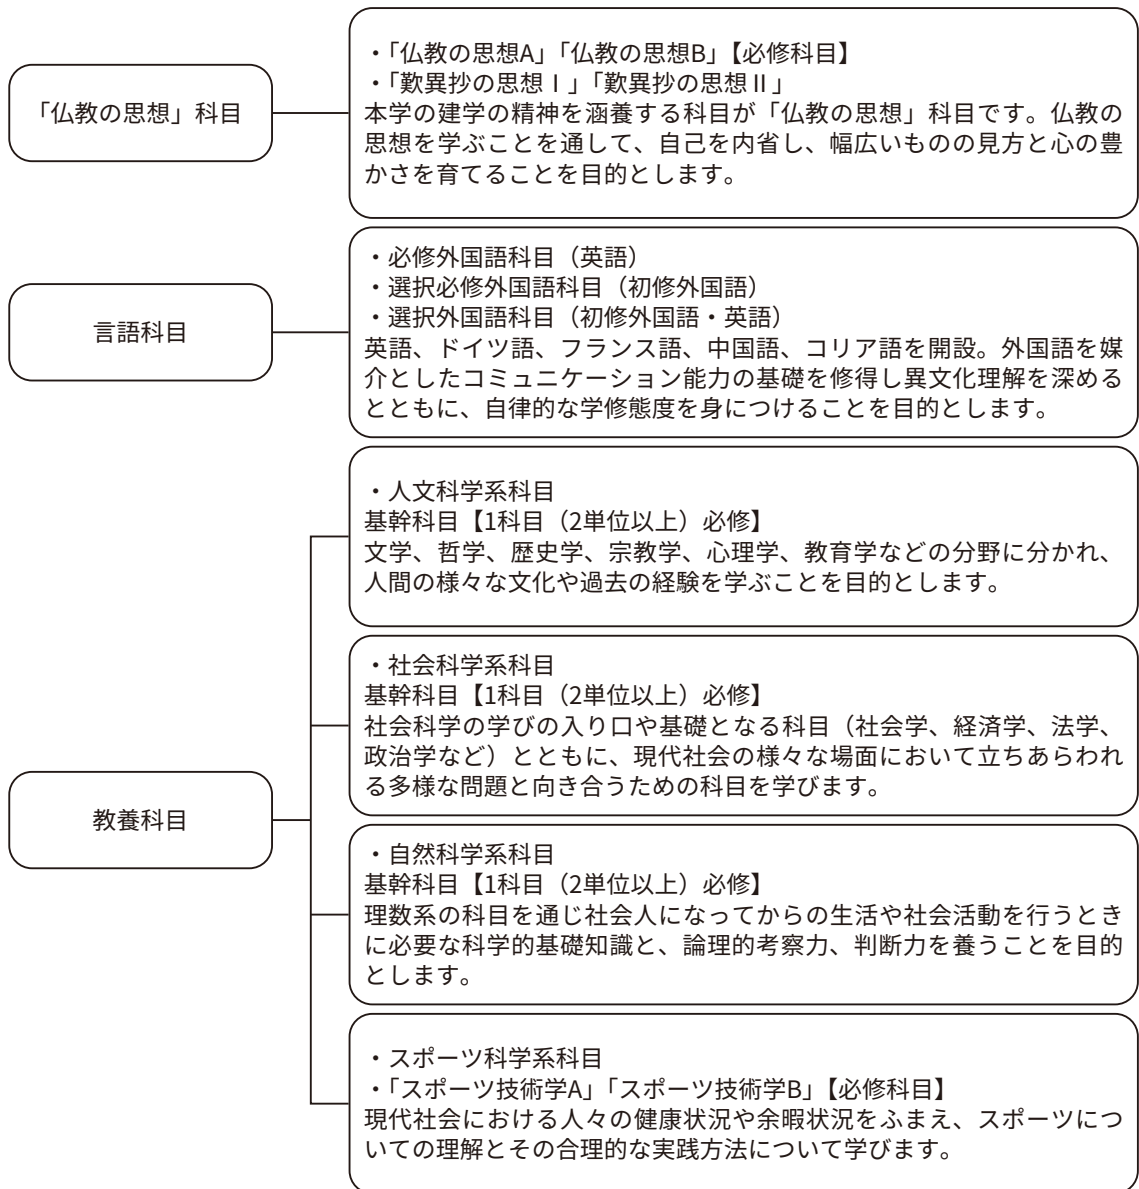 「仏教の思想」科目
・「仏教の思想A」「仏教の思想B」【必修科目】
・「歎異抄の思想Ⅰ」「歎異抄の思想Ⅱ」
本学の建学の精神を涵養する科目が「仏教の思想」科目です。仏教の
思想を学ぶことを通して、自己を内省し、幅広いものの見方と心の豊
かさを育てることを目的とします。
言語科目
・必修外国語科目（英語）
・選択必修外国語科目（初修外国語）
・選択外国語科目（初修外国語・英語）
英語、ドイツ語、フランス語、中国語、コリア語を開設。外国語を媒
介としたコミュニケーション能力の基礎を修得し異文化理解を深める
とともに、自律的な学修態度を身につけることを目的とします。
教養科目
・人文科学系科目
基幹科目【1科目（2単位以上）必修】
文学、哲学、歴史学、宗教学、心理学、教育学などの分野に分かれ、
人間の様々な文化や過去の経験を学ぶことを目的とします。
・社会科学系科目
基幹科目【1科目（2単位以上）必修】
社会科学の学びの入り口や基礎となる科目（社会学、経済学、法学、
政治学など）とともに、現代社会の様々な場面において立ちあらわれ
る多様な問題と向き合うための科目を学びます。
・自然科学系科目
基幹科目【1科目（2単位以上）必修】
理数系の科目を通じ社会人になってからの生活や社会活動を行うとき
に必要な科学的基礎知識と、論理的考察力、判断力を養うことを目的
とします。
・スポーツ科学系科目
・「スポーツ技術学A」「スポーツ技術学B」【必修科目】
現代社会における人々の健康状況や余暇状況をふまえ、スポーツにつ
いての理解とその合理的な実践方法について学びます。